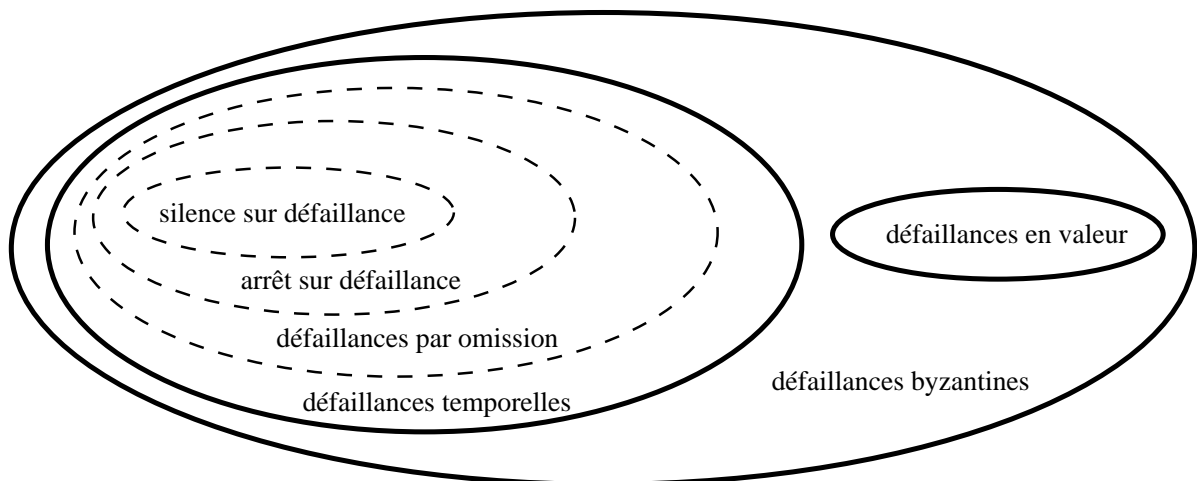 silence sur défaillance
défaillances en valeur
arrêt sur défaillance
défaillances par omission
défaillances byzantines
défaillances temporelles